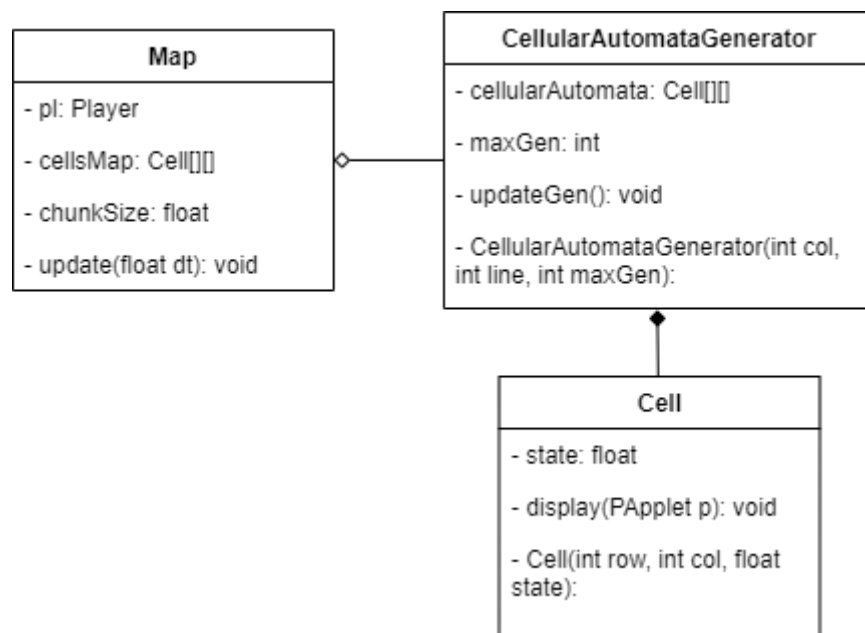 Map
- pl: Player
- cellsMap: Cell[][]
- chunkSize: float
- update(float dt): void
CellularAutomataGenerator
- cellularAutomata: Cell[][]
- maxGen: int
- updateGen(): void
- CellularAutomataGenerator(int col,
int line, int maxGen):
Cell
- state: float
- display(PApplet p): void
- Cell(int row, int col, float
state):